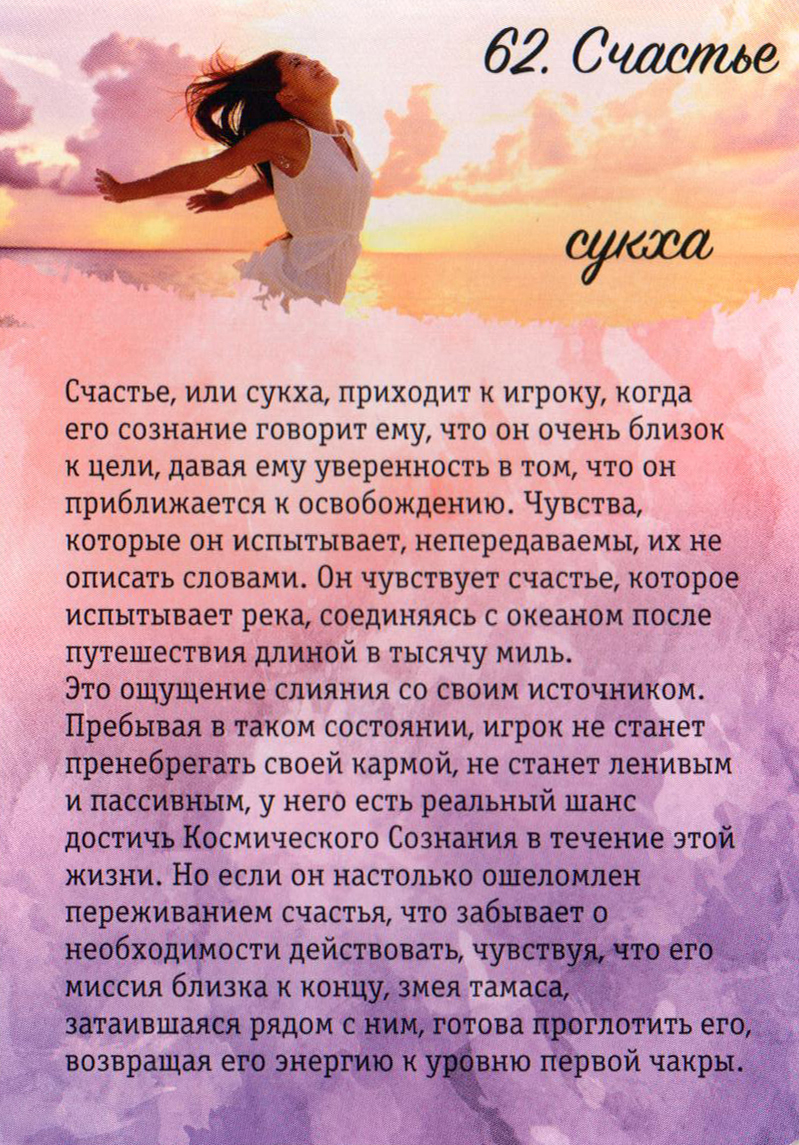 62. Счастье
сукха
Счастье, или сукха, приходит к игроку, когда
его сознание говорит ему, что он очень близок
к цели, давая ему уверенность в том, что он
приближается к освобождению. Чувства,
которые он испытывает, непередаваемы, их не
описать словами. Он чувствует счастье, которое
испытывает река, соединяясь с океаном после
путешествия длиной в тысячу миль.
Это ощущение слияния со своим источником.
Пребывая в таком состоянии, игрок не станет
пренебрегать своей кармой, не станет ленивым
и пассивным, у него есть реальный шанс
достичь Космического Сознания в течение этой
жизни. Но если он настолько ошеломлен
переживанием счастья, что забывает о
необходимости действовать, чувствуя, что его
миссия близка к концу, змея тамаса,
затаившаяся рядом с ним, готова проглотить его,
возвращая его энергию к уровню первой чакры.